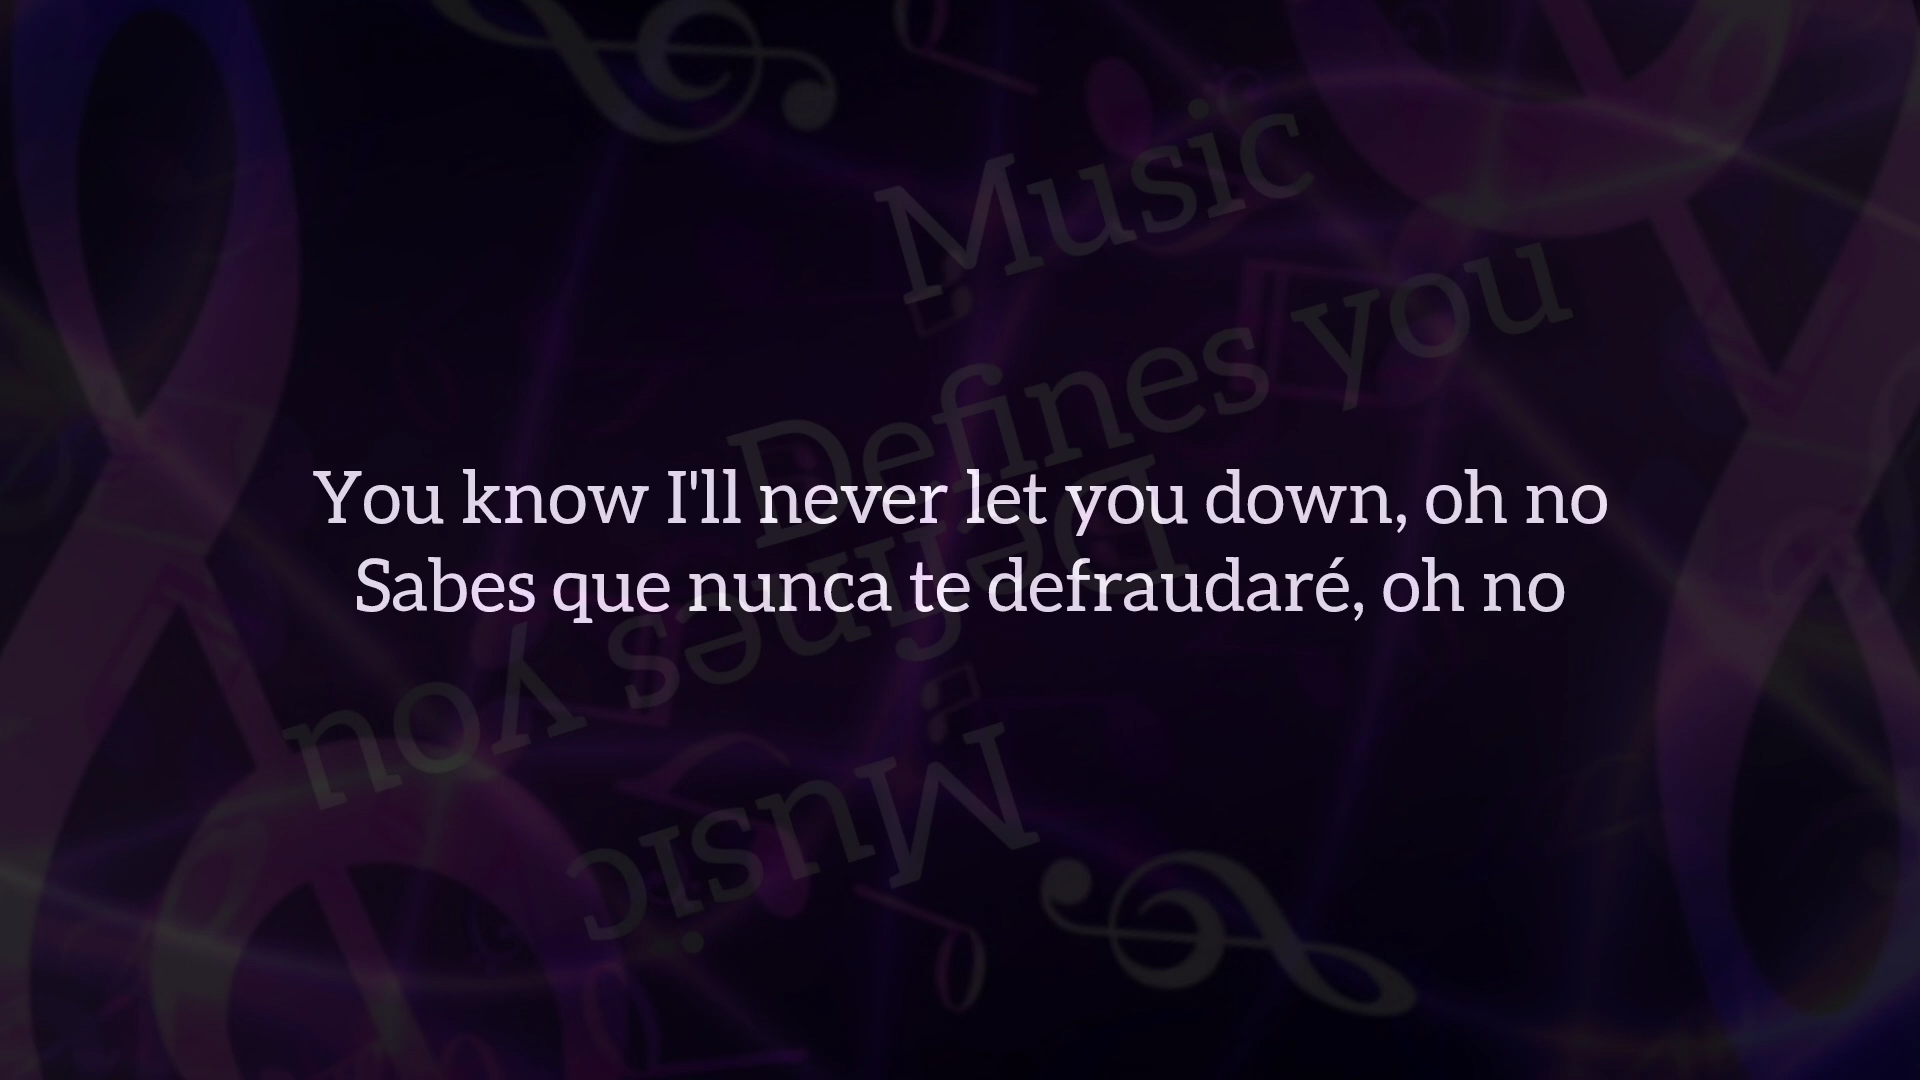 Music
Defines you
You know I'll never let you down, oh no
Sabes que nunca te defraudaré, oh no
Defines you
Music